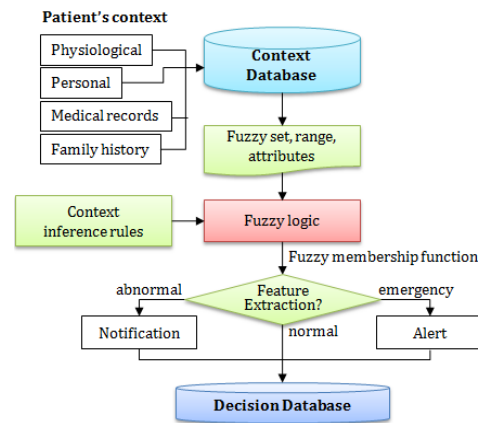 Patient's context
Physiological
Personal
Medical records
Family history
Context
Database
Fuzzy set, range,
attributes
Context
inference rules
Fuzzy logic
Fuzzy membership function
abnormal
Feature
Extraction?
emergency
Notification
normal
Alert
Decision Database